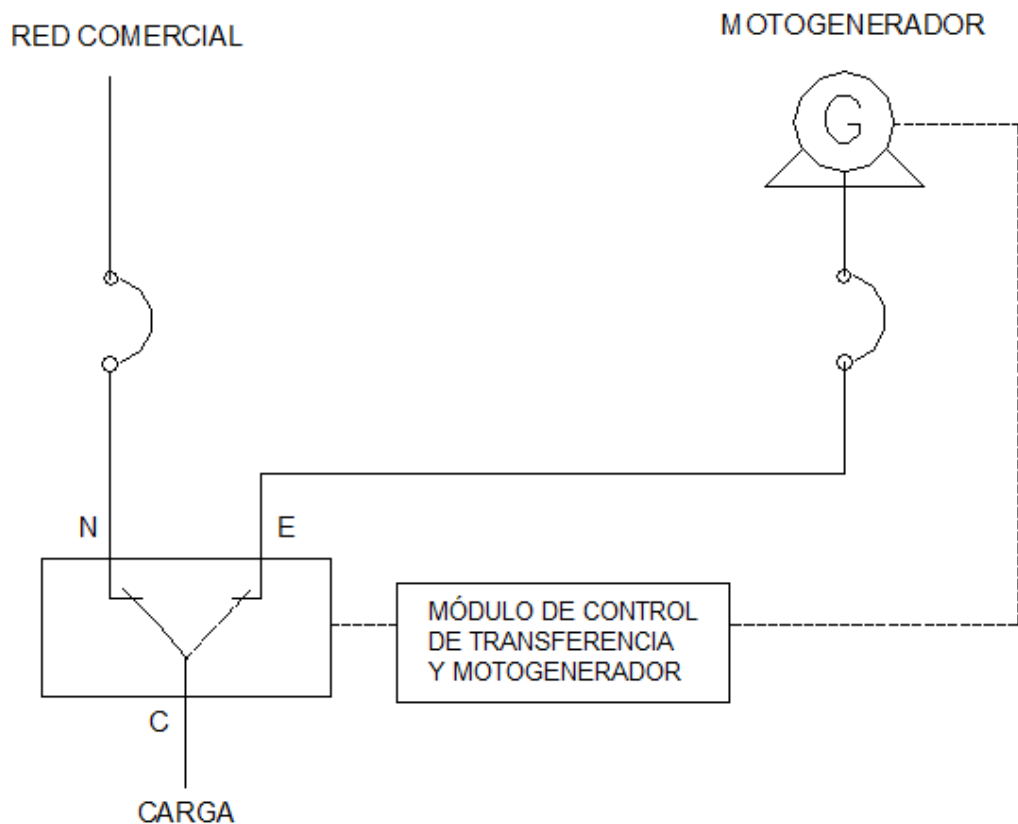 RED COMERCIAL
MOTOGENERADOR
G
N
E
MÓDULO DE CONTROL
DE TRANSFERENCIA
Y MOTOGENERADOR
C
CARGA